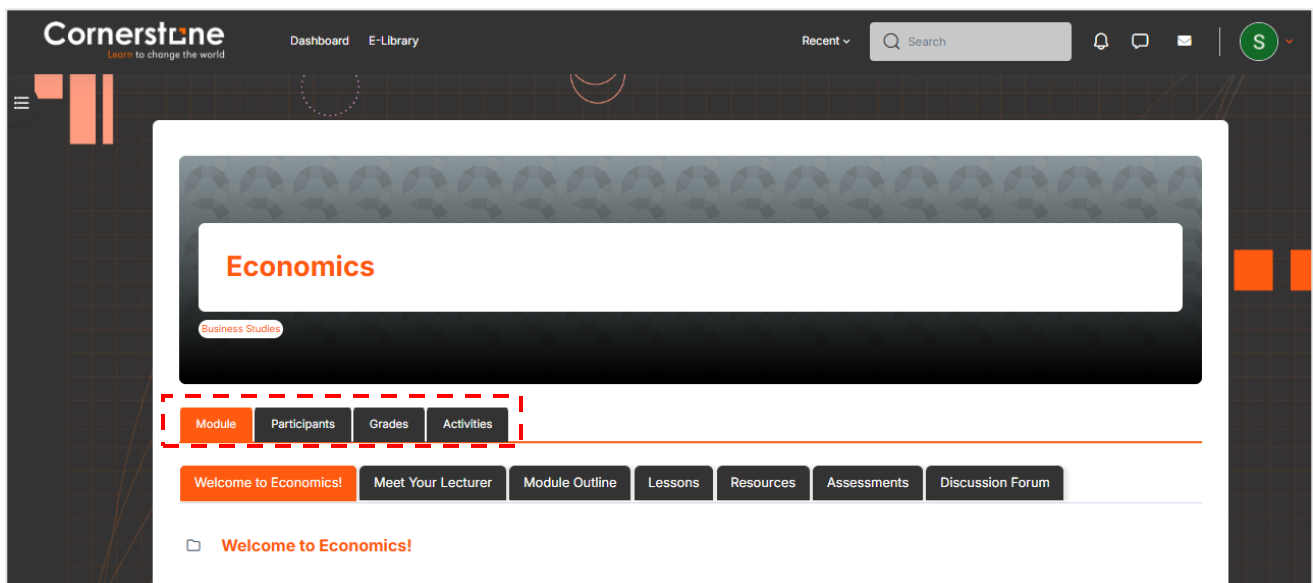 Cornerstone
Learn to change the world
Dashboard E-Library Recent Search S
Economics
Business Studies
Module Participants Grades Activities
Welcome to Economics! Meet Your Lecturer Module Outline Lessons Resources Assessments Discussion Forum
Welcome to Economics!